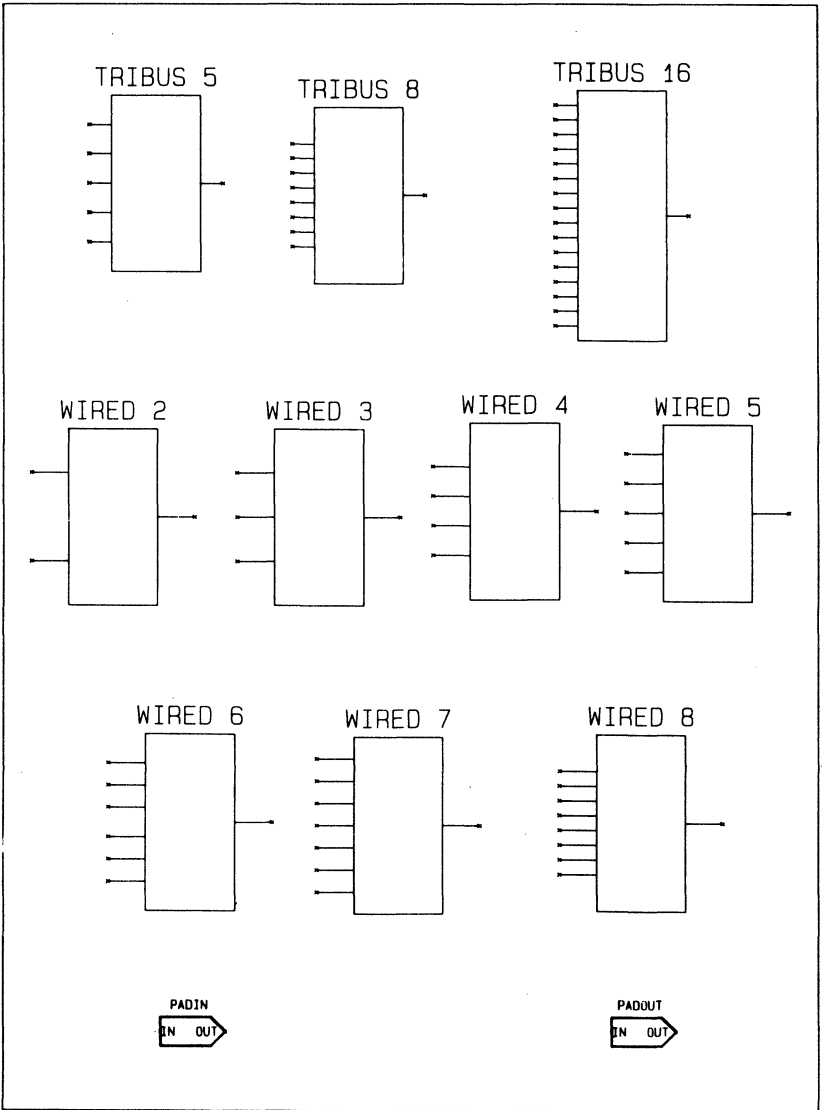 TRIBUS 5
TRIBUS 8
TRIBUS 16
WIRED 2
WIRED 3
WIRED 4
WIRED 5
WIRED 6
WIRED 7
WIRED 8
PADIN
IN OUT
PADOUT
IN OUT